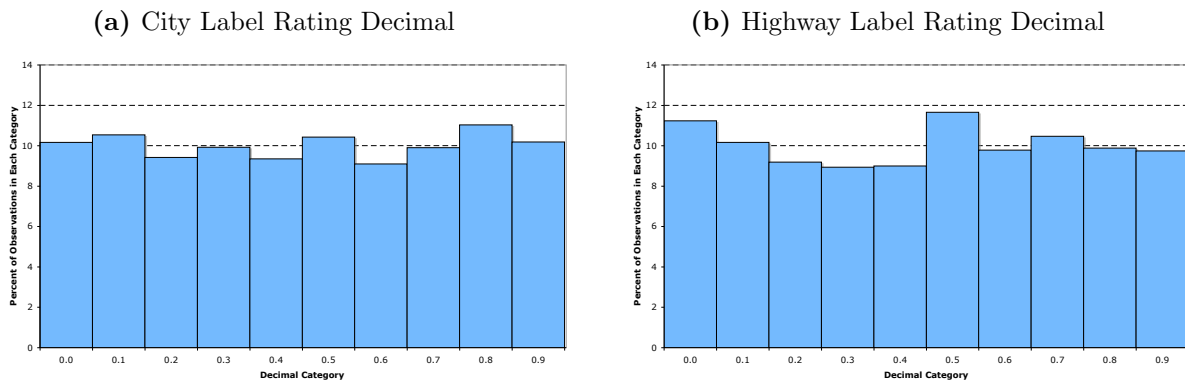 (a) City Label Rating Decimal
Percent of Observations in Each Category
14
12
10
8
6
4
2
0
0.0 0.1 0.2 0.3 0.4 0.5 0.6 0.7 0.8 0.9
Decimal Category
(b) Highway Label Rating Decimal
Percent of Observations in Each Category
14
12
10
8
6
4
2
0
0.0 0.1 0.2 0.3 0.4 0.5 0.6 0.7 0.8 0.9
Decimal Category